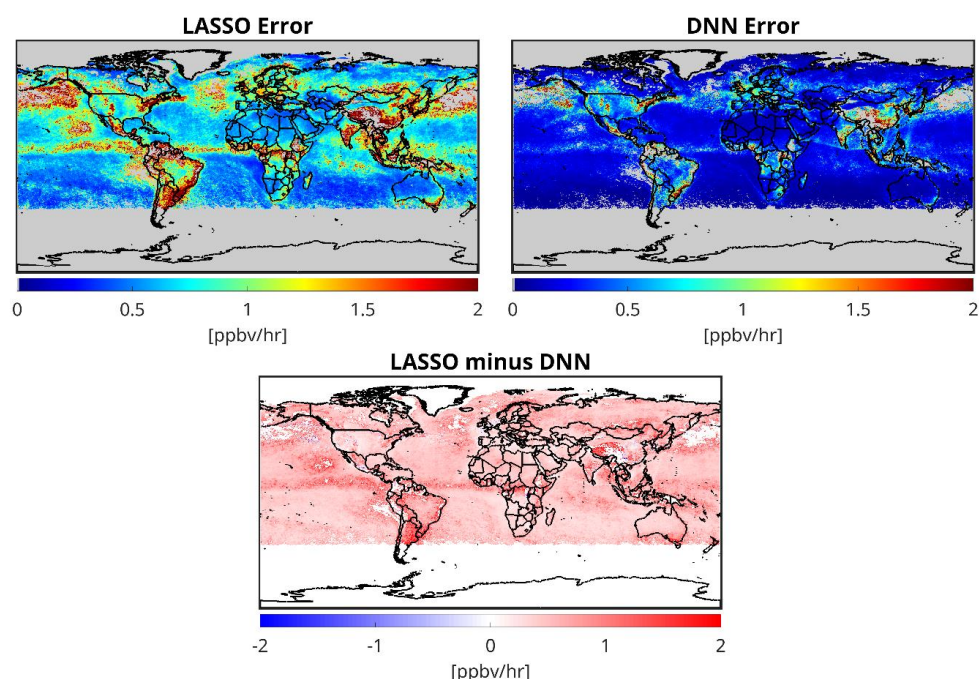 LASSO Error
DNN Error
0 0.5 1 1.5 2
[ppbv/hr]
0 0.5 1 1.5 2
[ppbv/hr]
LASSO minus DNN
-2 -1 0 1 2
[ppbv/hr]